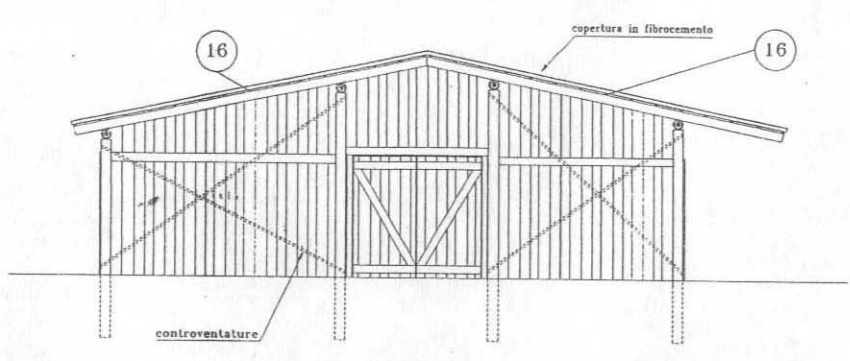 copertura in fibrocemento
16
16
controventature